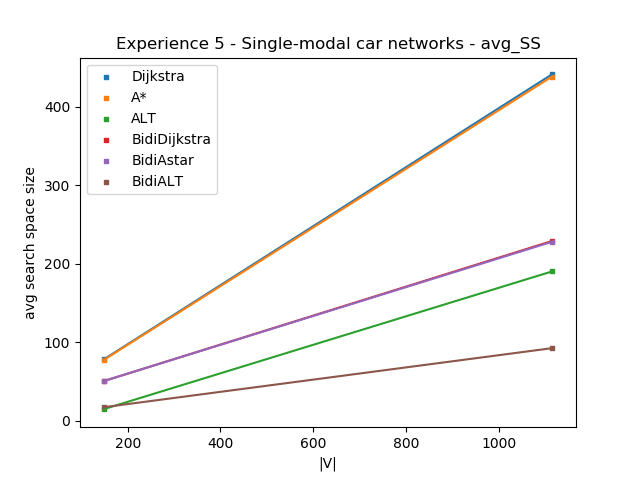 Experience 5 - Single-modal car networks - avg_SS
Dijkstra
A*
ALT
BidiDijkstra
BidiAstar
BidiALT
avg search space size
400
300
200
100
0
200 400 600 800 1000
|V|